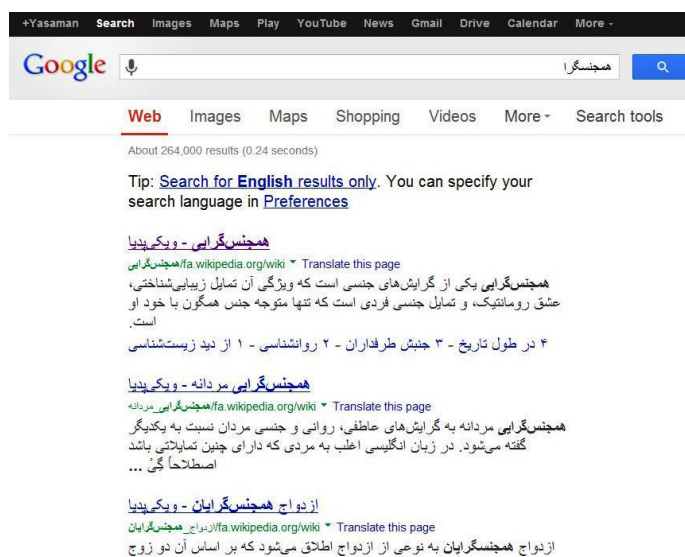 +Yasaman Search Images Maps Play YouTube News Gmail Drive Calendar More
Google همجنسگرا
Web Images Maps Shopping Videos More Search tools
About 264,000 results (0.24 seconds)
Tip: Search for English results only. You can specify your
search language in Preferences
همجنس‌گرایی - ویکی‌پدیا
fa.wikipedia.org/wiki/همجنس‌گرایی Translate this page
همجنس‌گرایی یکی از گرایش‌های جنسی است که ویژگی آن تمایل زیبایی‌شناختی،
عشق رومانتیک، و تمایل جنسی فردی است که تنها متوجه جنس همگون با خود او
است.
۴ در طول تاریخ - ۳ جنبش طرفداران - ۲ روانشناسی - ۱ از دید زیست‌شناسی
همجنس‌گرایی مردانه - ویکی‌پدیا
fa.wikipedia.org/wiki/همجنس‌گرایی_مردانه Translate this page
همجنس‌گرایی مردانه به گرایش‌های عاطفی، روانی و جنسی مردان نسبت به یکدیگر
گفته می‌شود. در زبان انگلیسی اغلب به مردی که دارای چنین تمایلاتی باشد
اصطلاحاً گِیْ ...
ازدواج همجنس‌گرایان - ویکی‌پدیا
fa.wikipedia.org/wiki/ازدواج_همجنس‌گرایان Translate this page
ازدواج همجنسگرایان به نوعی از ازدواج اطلاق می‌شود که بر اساس آن دو زوج